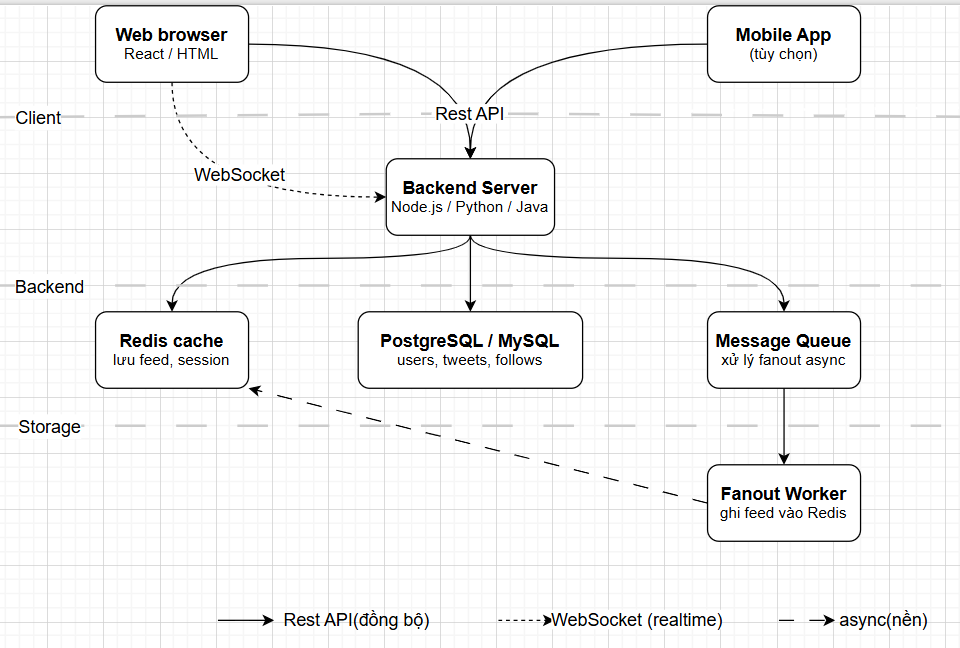 Web browser
React / HTML
Mobile App
(tùy chọn)
Client
Rest API
WebSocket
Backend Server
Node.js / Python / Java
Backend
Redis cache
lưu feed, session
PostgreSQL / MySQL
users, tweets, follows
Message Queue
xử lý fanout async
Storage
Fanout Worker
ghi feed vào Redis
Rest API(đồng bộ)
WebSocket (realtime)
async(nền)